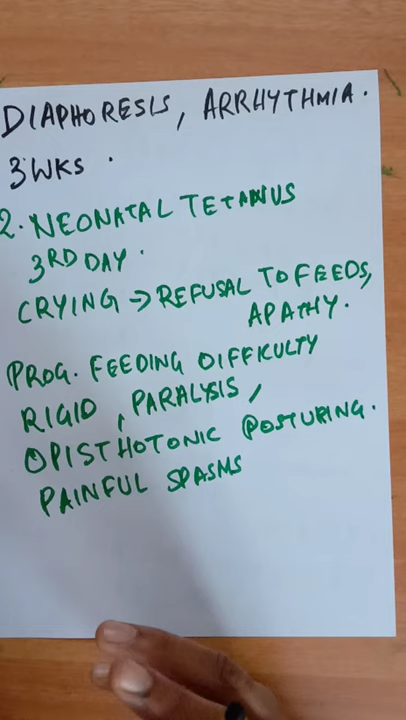 DIAPHORESIS, ARRHYTHMIA.
3WKS .
2. NEONATAL TETANUS
3RD DAY .
CRYING → REFUSAL TO FEEDS,
APATHY.
PROG. FEEDING DIFFICULTY
RIGID, PARALYSIS,
OPISTHOTONIC POSTURING.
PAINFUL SPASMS